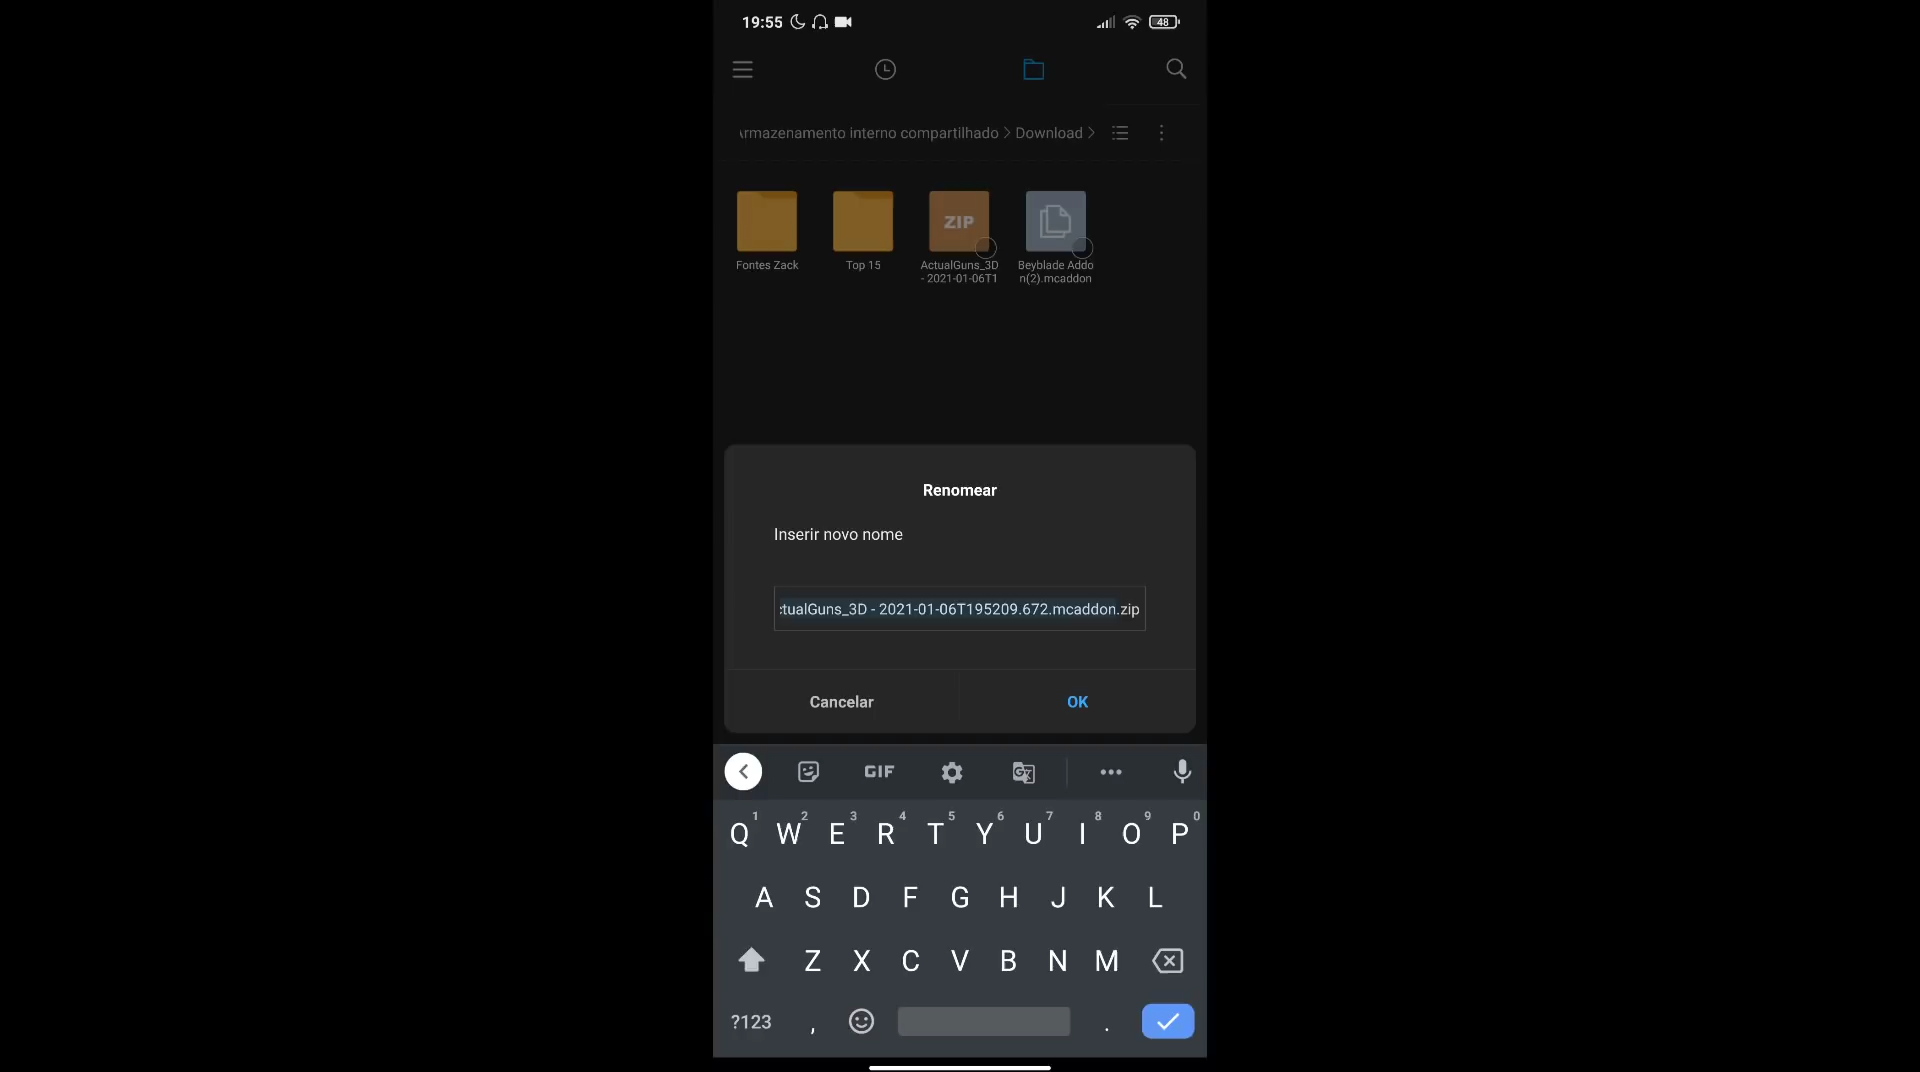 19:55
48
rmazenamento interno compartilhado > Download >
ZIP
Fontes Zack
Top 15
ActualGuns_3D
- 2021-01-06T1
Beyblade Addo
n(2).mcaddon
Renomear
Inserir novo nome
tualGuns_3D - 2021-01-06T195209.672.mcaddon.zip
Cancelar
OK
GIF
1 2 3 4 5 6 7 8 9 0
Q W E R T Y U I O P
A S D F G H J K L
Z X C V B N M
?123 , .